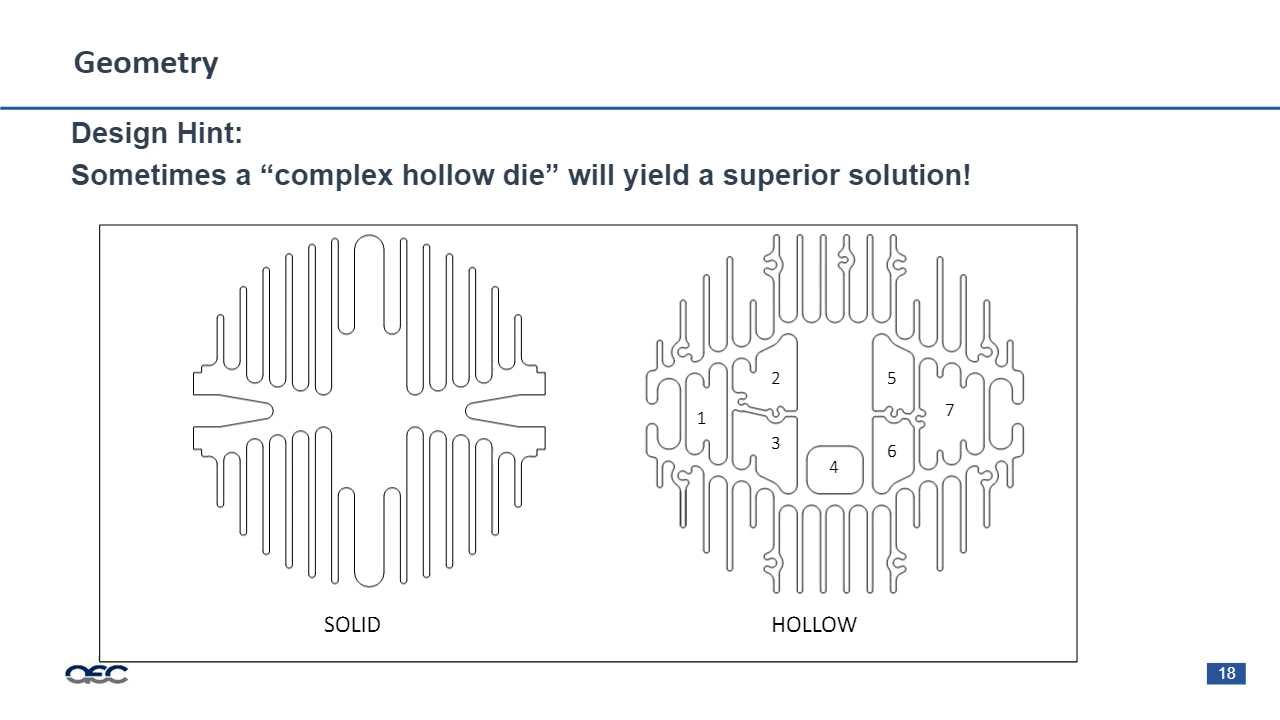 Geometry
Design Hint:
Sometimes a “complex hollow die” will yield a superior solution!
1
2
3
4
5
6
7
SOLID
HOLLOW
aec
18